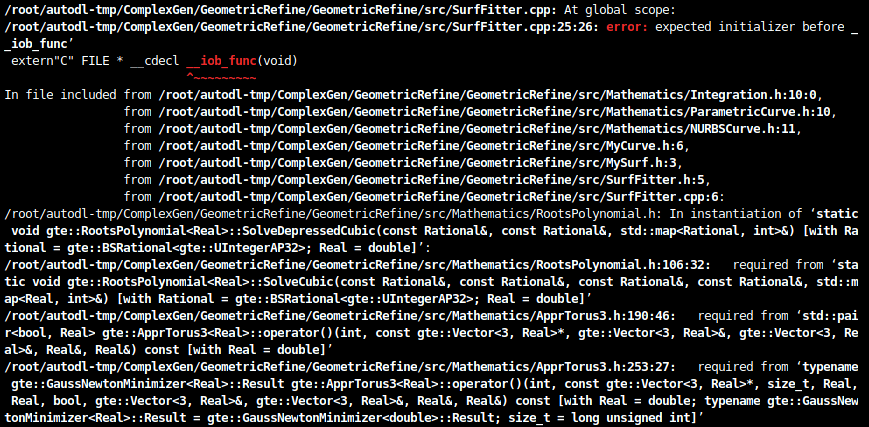 /root/autodl-tmp/ComplexGen/GeometricRefine/GeometricRefine/src/SurfFitter.cpp: At global scope:
/root/autodl-tmp/ComplexGen/GeometricRefine/GeometricRefine/src/SurfFitter.cpp:25:26: error: expected initializer before _
_iob_func’
 extern"C" FILE * __cdecl __iob_func(void)
                          ^~~~~~~~~~
In file included from /root/autodl-tmp/ComplexGen/GeometricRefine/GeometricRefine/src/Mathematics/Integration.h:10:0,
                 from /root/autodl-tmp/ComplexGen/GeometricRefine/GeometricRefine/src/Mathematics/ParametricCurve.h:10,
                 from /root/autodl-tmp/ComplexGen/GeometricRefine/GeometricRefine/src/Mathematics/NURBSCurve.h:11,
                 from /root/autodl-tmp/ComplexGen/GeometricRefine/GeometricRefine/src/MyCurve.h:6,
                 from /root/autodl-tmp/ComplexGen/GeometricRefine/GeometricRefine/src/MySurf.h:3,
                 from /root/autodl-tmp/ComplexGen/GeometricRefine/GeometricRefine/src/SurfFitter.h:5,
                 from /root/autodl-tmp/ComplexGen/GeometricRefine/GeometricRefine/src/SurfFitter.cpp:6:
/root/autodl-tmp/ComplexGen/GeometricRefine/GeometricRefine/src/Mathematics/RootsPolynomial.h: In instantiation of ‘static
 void gte::RootsPolynomial<Real>::SolveDepressedCubic(const Rational&, const Rational&, std::map<Rational, int>&) [with Ra
tional = gte::BSRational<gte::UIntegerAP32>; Real = double]’:
/root/autodl-tmp/ComplexGen/GeometricRefine/GeometricRefine/src/Mathematics/RootsPolynomial.h:106:32:   required from ‘sta
tic void gte::RootsPolynomial<Real>::SolveCubic(const Rational&, const Rational&, const Rational&, const Rational&, std::m
ap<Real, int>&) [with Rational = gte::BSRational<gte::UIntegerAP32>; Real = double]’
/root/autodl-tmp/ComplexGen/GeometricRefine/GeometricRefine/src/Mathematics/ApprTorus3.h:190:46:   required from ‘std::pai
r<bool, Real> gte::ApprTorus3<Real>::operator()(int, const gte::Vector<3, Real>*, gte::Vector<3, Real>&, gte::Vector<3, Re
al>&, Real&, Real&) const [with Real = double]’
/root/autodl-tmp/ComplexGen/GeometricRefine/GeometricRefine/src/Mathematics/ApprTorus3.h:253:27:   required from ‘typename
 gte::GaussNewtonMinimizer<Real>::Result gte::ApprTorus3<Real>::operator()(int, const gte::Vector<3, Real>*, size_t, Real,
 Real, bool, gte::Vector<3, Real>&, gte::Vector<3, Real>&, Real&, Real&) const [with Real = double; typename gte::GaussNew
tonMinimizer<Real>::Result = gte::GaussNewtonMinimizer<double>::Result; size_t = long unsigned int]’